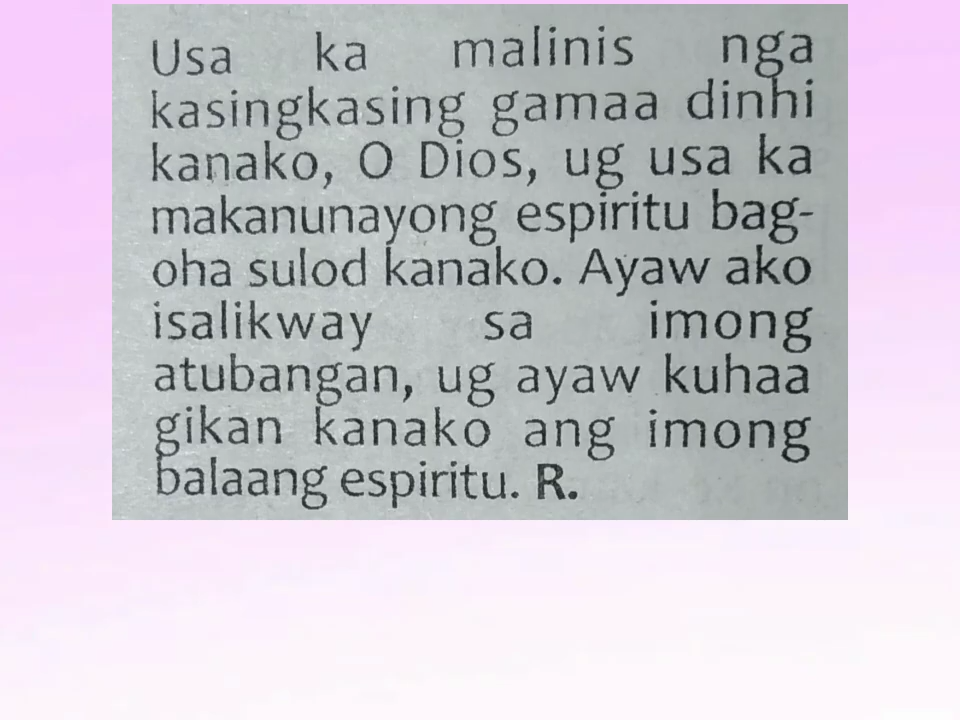 Usa ka malinis nga
kasingkasing gamaa dinhi
kanako, O Dios, ug usa ka
makanunayong espiritu bag-
oha sulod kanako. Ayaw ako
isalikway sa imong
atubangan, ug ayaw kuhaa
gikan kanako ang imong
balaang espiritu. R.